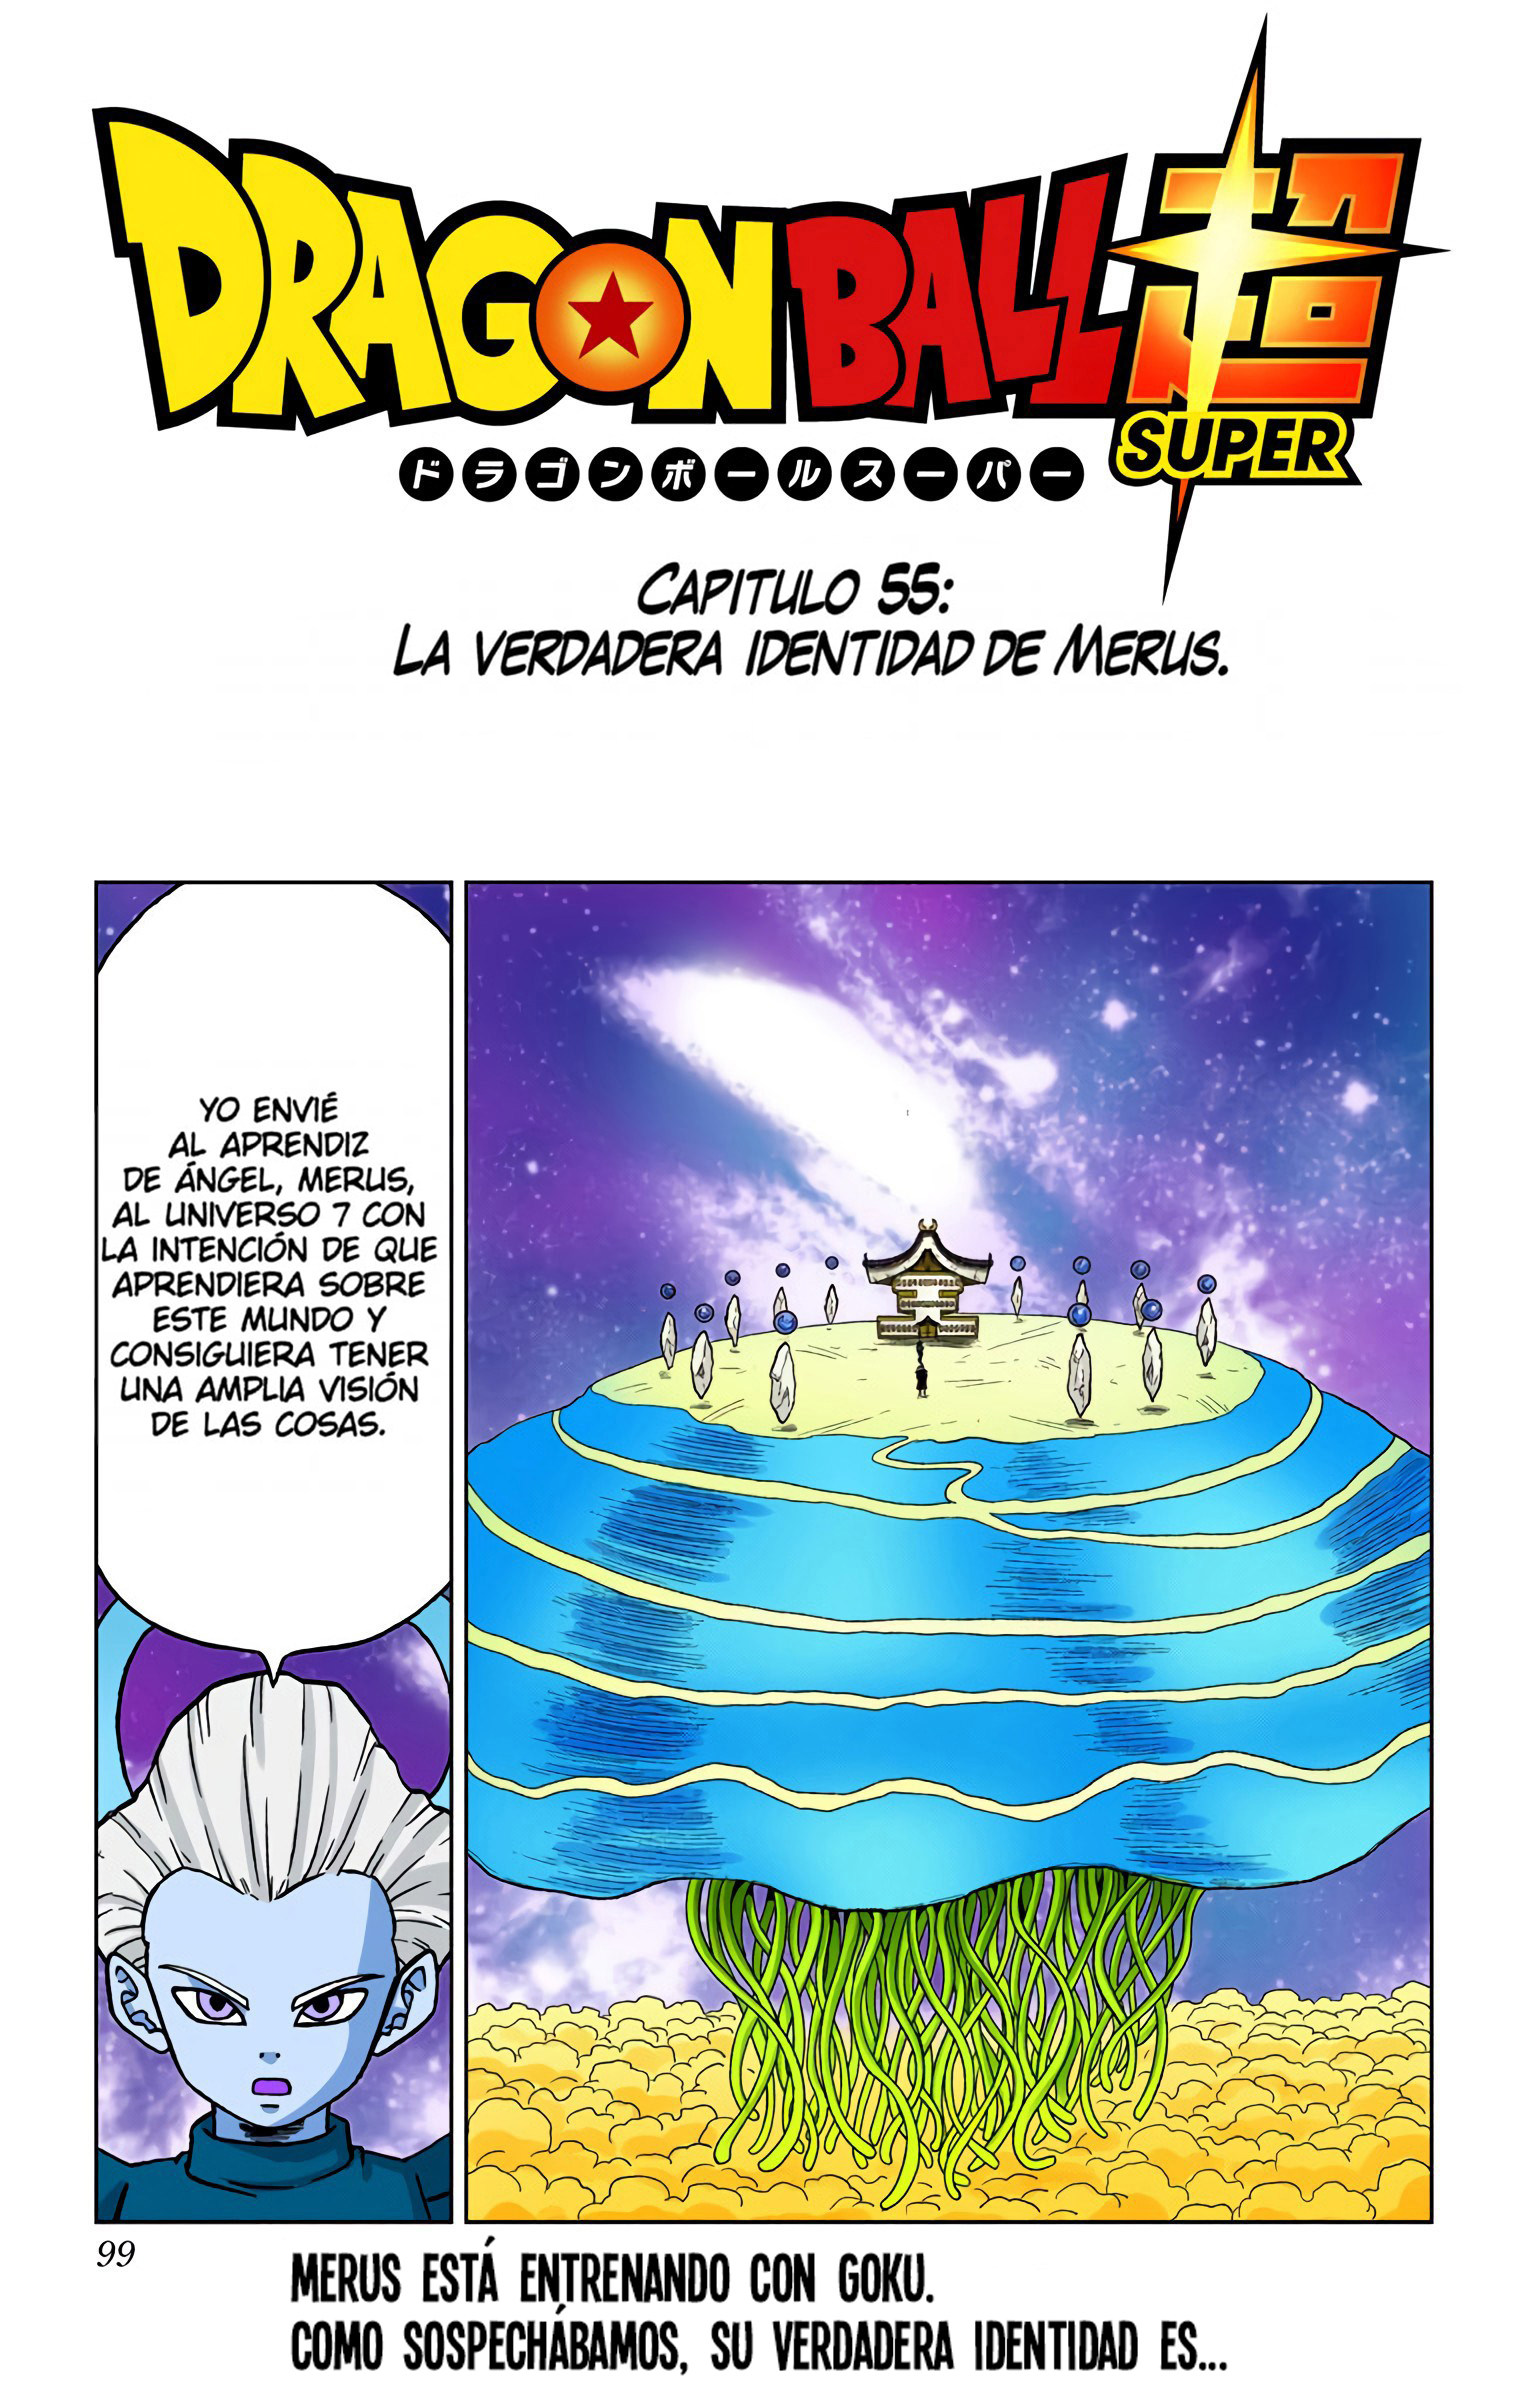 DRAGON BALL 超
SUPER
ドラゴンボールスーパー
CAPITULO 55:
LA VERDADERA IDENTIDAD DE MERUS.
YO ENVIÉ
AL APRENDIZ
DE ÁNGEL, MERUS,
AL UNIVERSO 7 CON
LA INTENCIÓN DE QUE
APRENDIERA SOBRE
ESTE MUNDO Y
CONSIGUIERA TENER
UNA AMPLIA VISIÓN
DE LAS COSAS.
99
MERUS ESTÁ ENTRENANDO CON GOKU.
COMO SOSPECHÁBAMOS, SU VERDADERA IDENTIDAD ES...